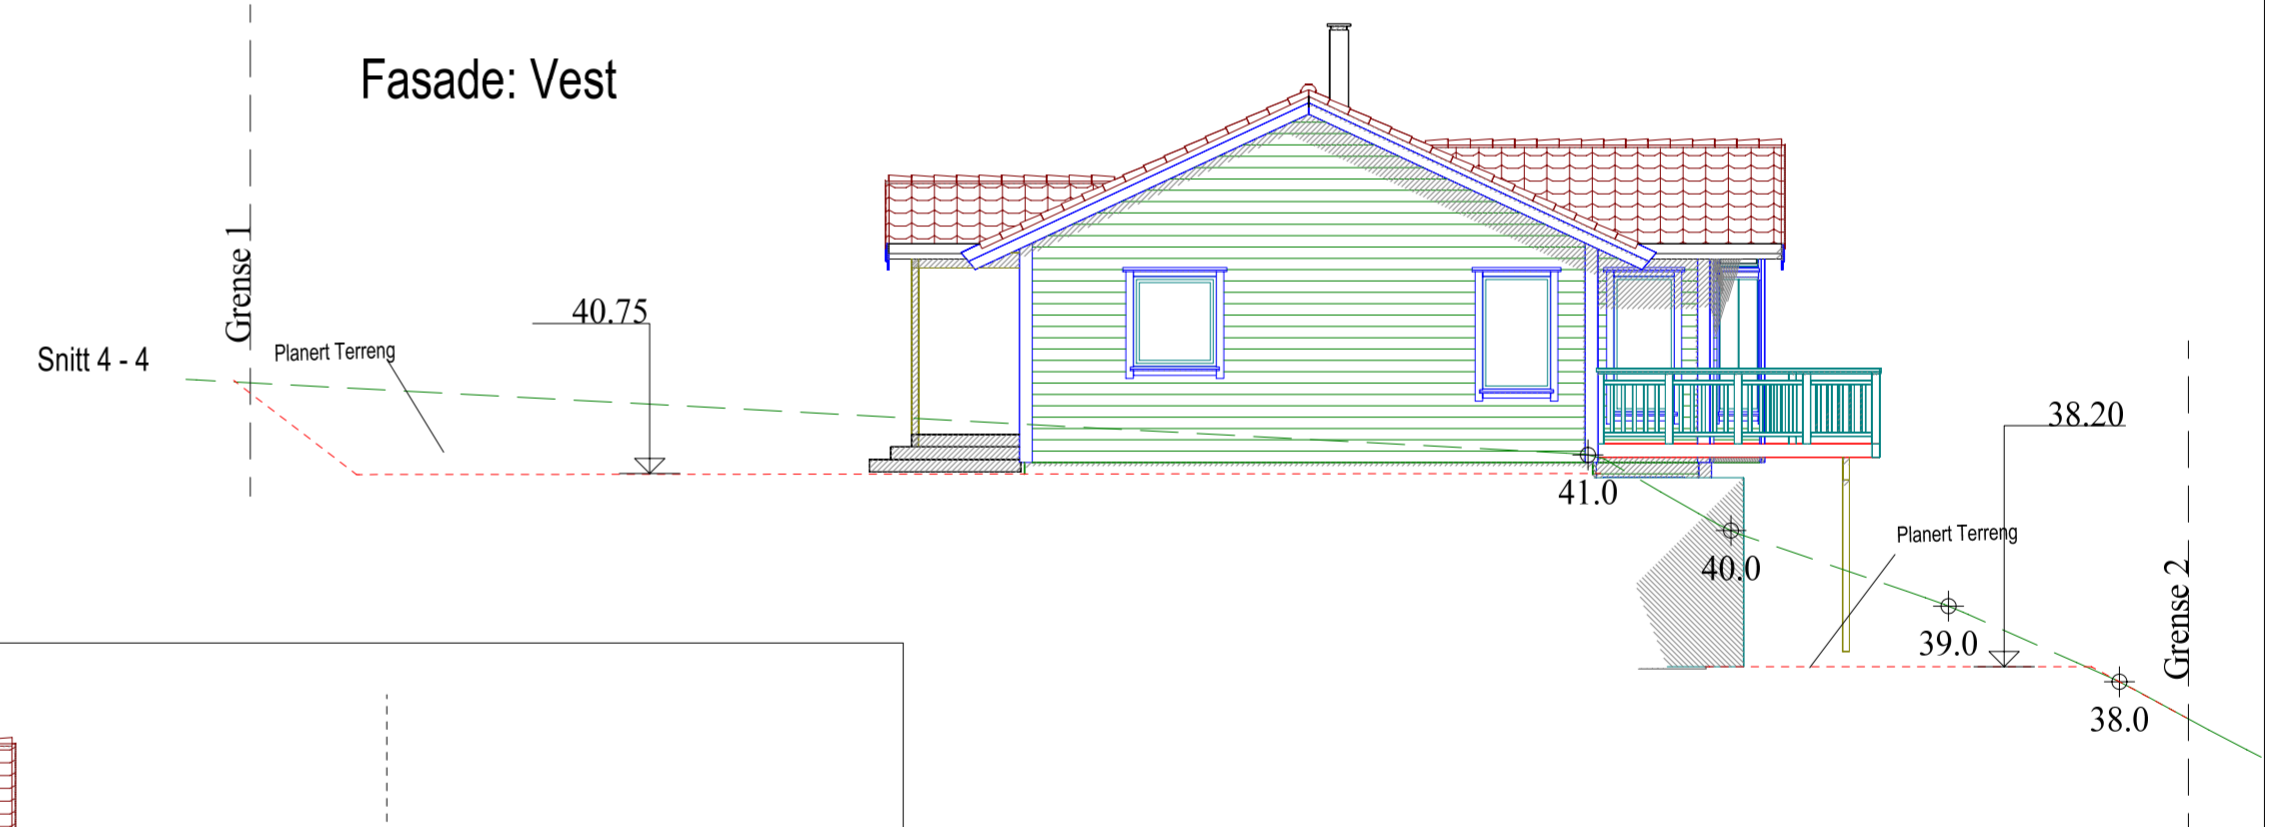 Fasade: Vest
Grense 1
40.75
Planert Terreng
Snitt 4 - 4
38.20
41.0
Planert Terreng
40.0
39.0
Grense 2
38.0